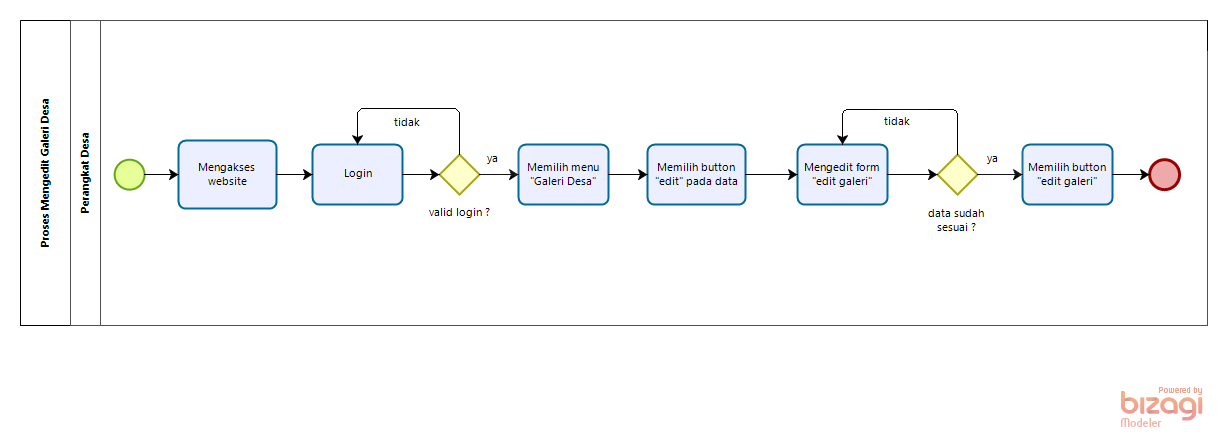 Proses Mengedit Galeri Desa
Perangkat Desa
Mengakses
website
Login
tidak
valid login ?
ya
Memilih menu
"Galeri Desa"
Memilih button
"edit" pada data
Mengedit form
"edit galeri"
tidak
data sudah
sesuai ?
ya
Memilih button
"edit galeri"
Powered by
bizagi
Modeler